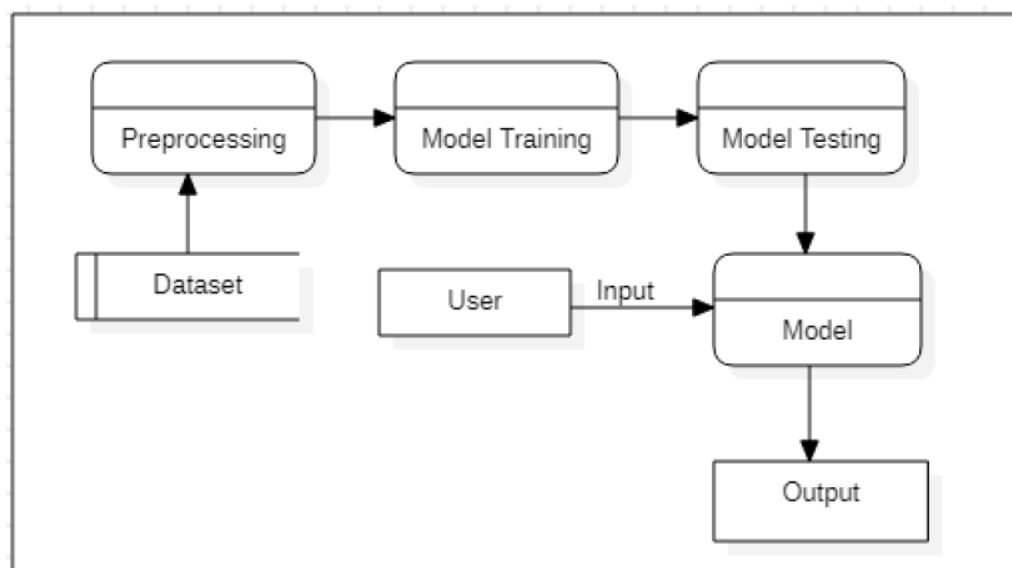 Preprocessing
Model Training
Model Testing
Dataset
User
Input
Model
Output